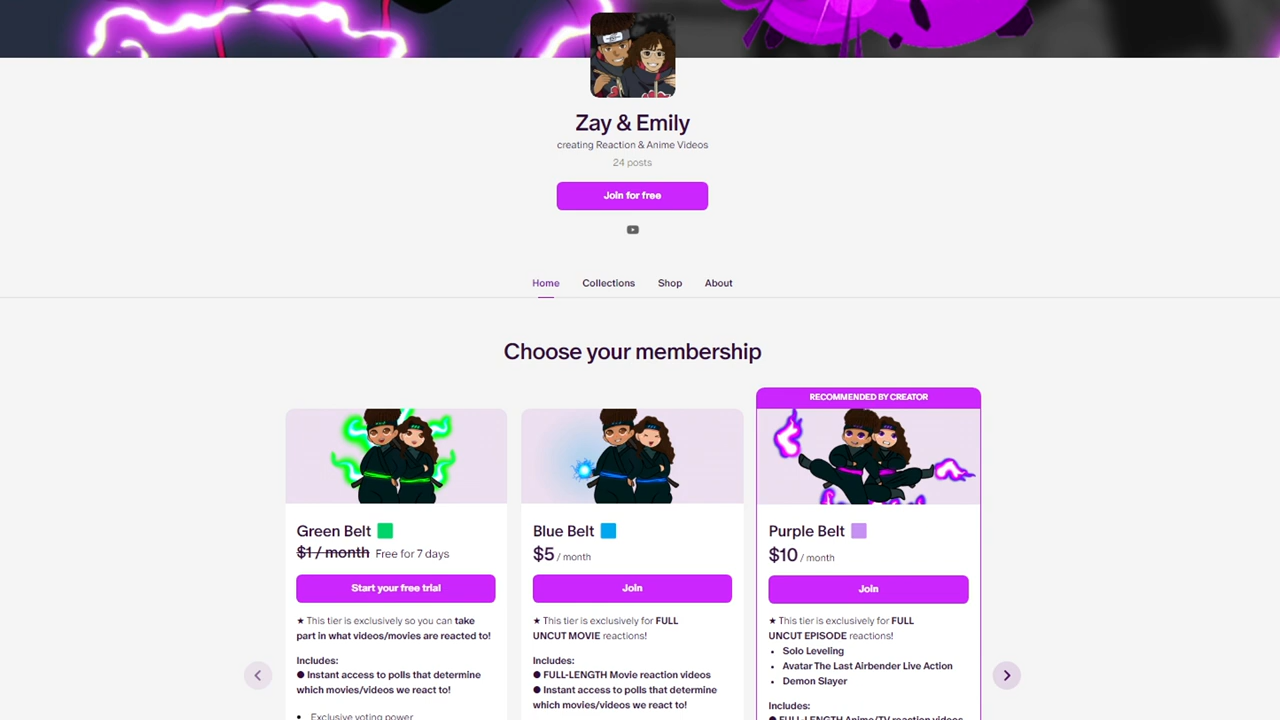 Zay & Emily
creating Reaction & Anime Videos
24 posts
Join for free
Home
Collections
Shop
About
Choose your membership
Green Belt
$1 / month Free for 7 days
Start your free trial
★ This tier is exclusively so you can take
part in what videos/movies are reacted to!
Includes:
● Instant access to polls that determine
which movies/videos we react to!
• Exclusive voting power
Blue Belt
$5 / month
Join
★ This tier is exclusively for FULL
UNCUT MOVIE reactions!
Includes:
● FULL-LENGTH Movie reaction videos
● Instant access to polls that determine
which movies/videos we react to!
RECOMMENDED BY CREATOR
Purple Belt
$10 / month
Join
★ This tier is exclusively for FULL
UNCUT EPISODE reactions!
• Solo Leveling
• Avatar The Last Airbender Live Action
• Demon Slayer
Includes:
● FULL-LENGTH Anime/TV reaction videos